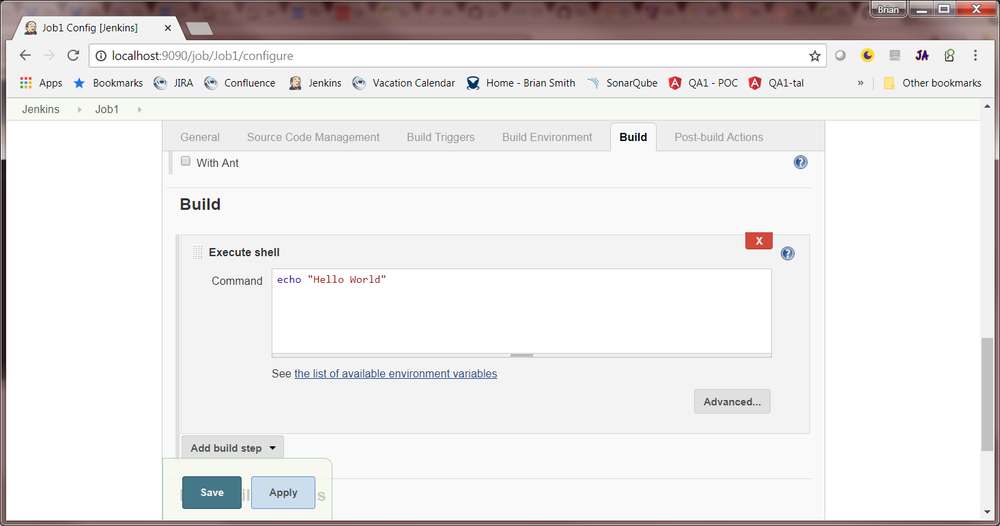 Brian
Job1 Config [Jenkins]
localhost:9090/job/Job1/configure
JA
Apps Bookmarks JIRA Confluence Jenkins Vacation Calendar Home - Brian Smith SonarQube QA1 - POC QA1-tal » Other bookmarks
Jenkins Job1
General Source Code Management Build Triggers Build Environment Build Post-build Actions
With Ant
Build
X
Execute shell
Command echo "Hello World"
See the list of available environment variables
Advanced...
Add build step
Save Apply